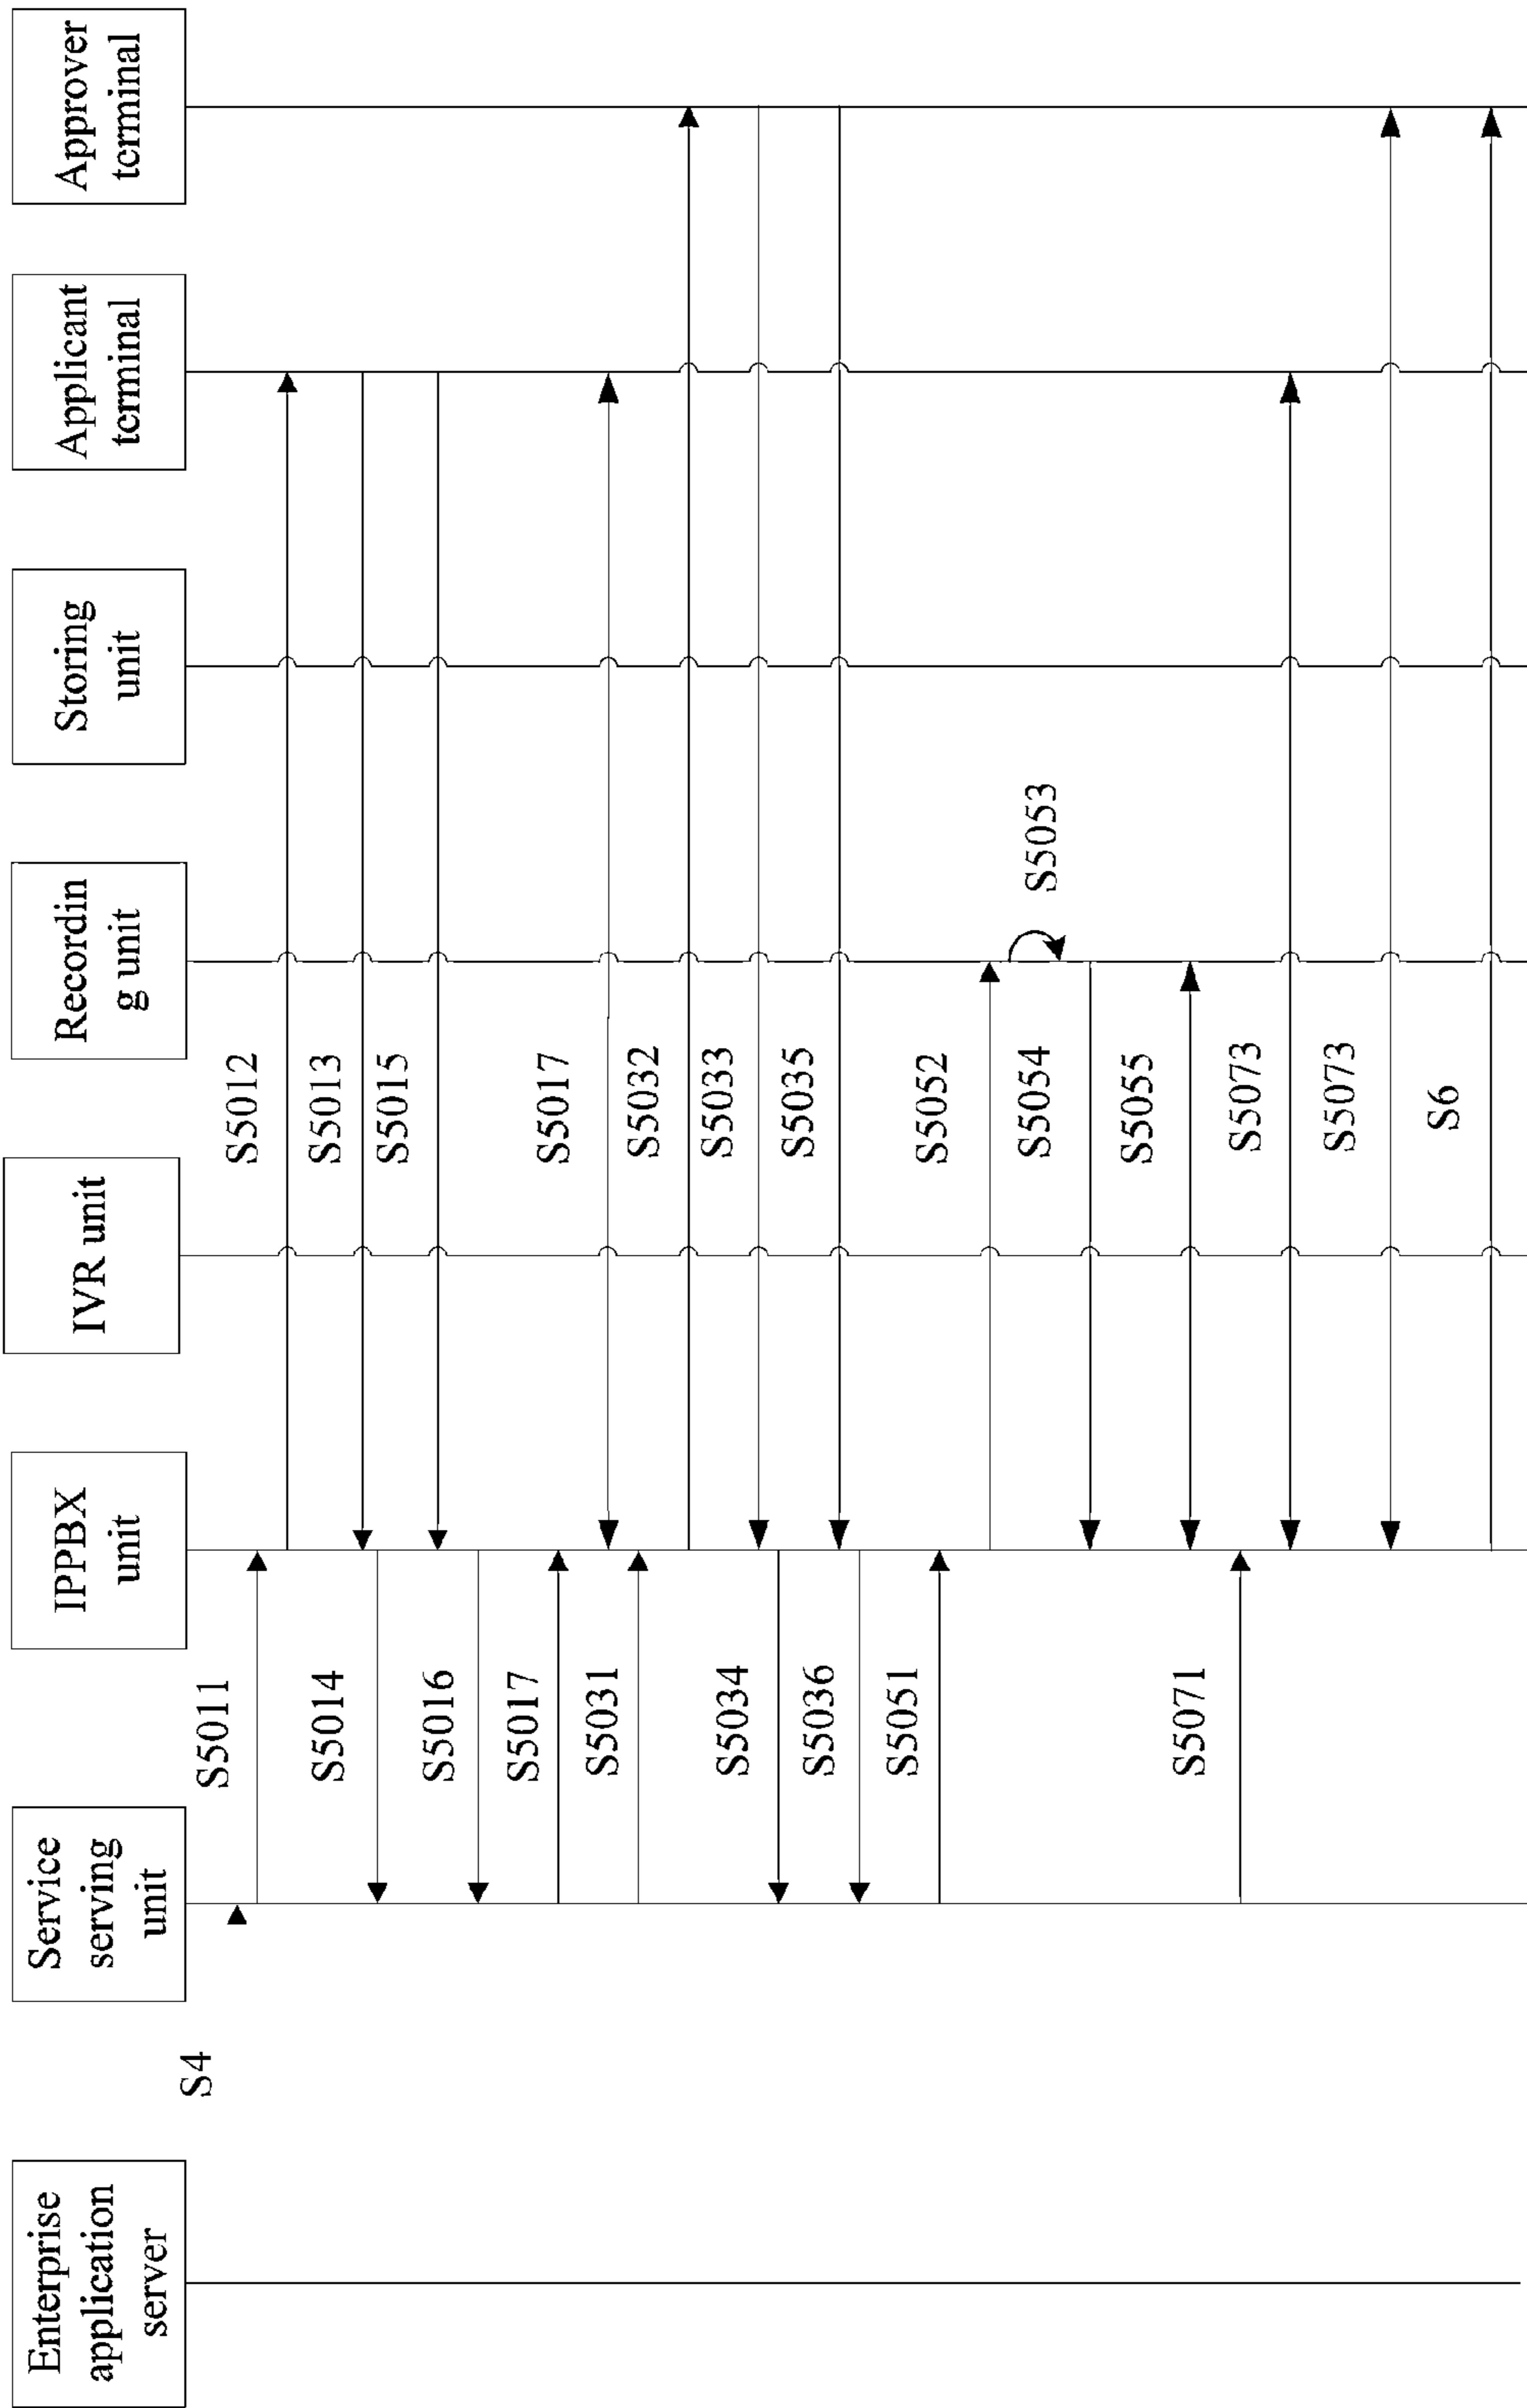 Enterprise
application
server
Service
serving
unit
IPPBX
unit
IVR unit
Recordin
g unit
Storing
unit
Applicant
terminal
Approver
terminal
S4
S5011
S5012
S5013
S5014
S5015
S5016
S5017
S5017
S5031
S5032
S5033
S5034
S5035
S5036
S5051
S5052
S5053
S5054
S5055
S5071
S5073
S5073
S6